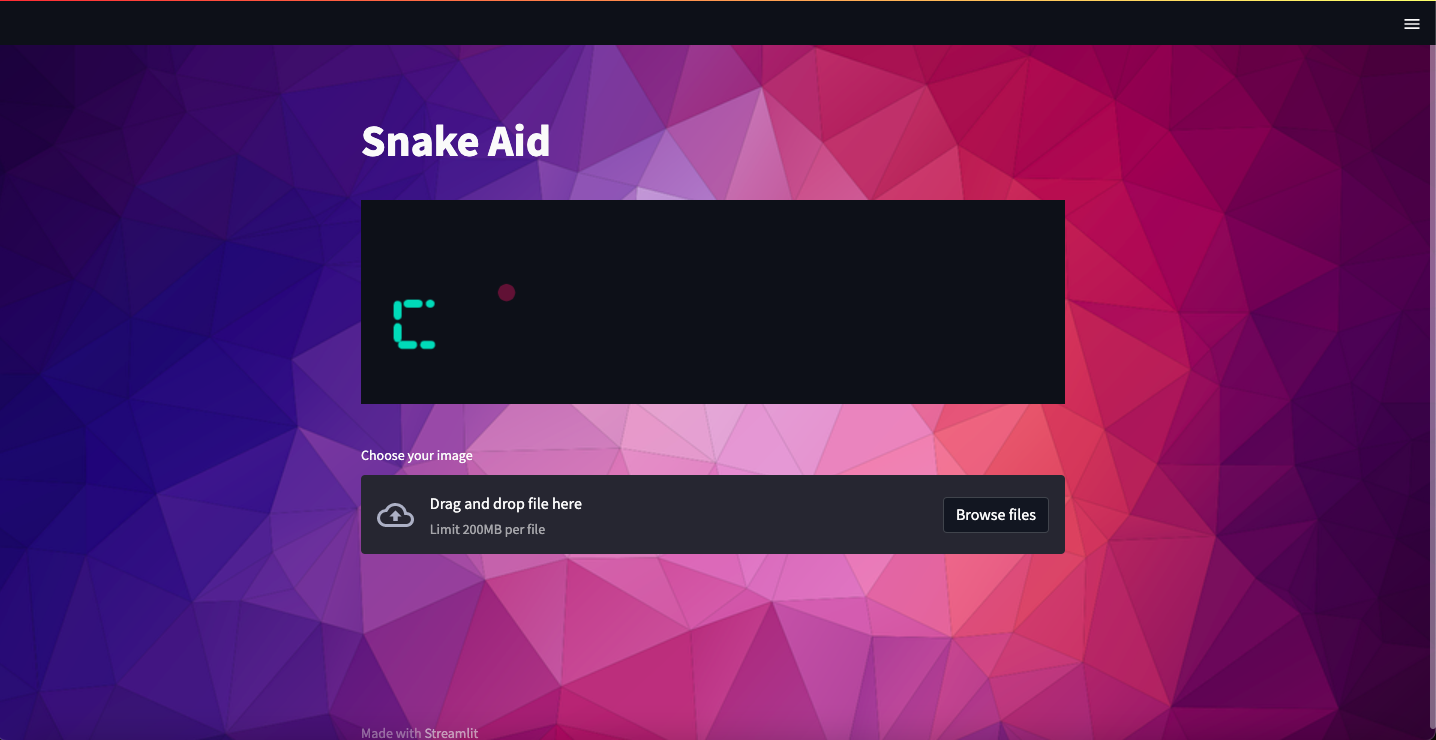 Snake Aid
Choose your image
Drag and drop file here
Limit 200MB per file
Browse files
Made with Streamlit